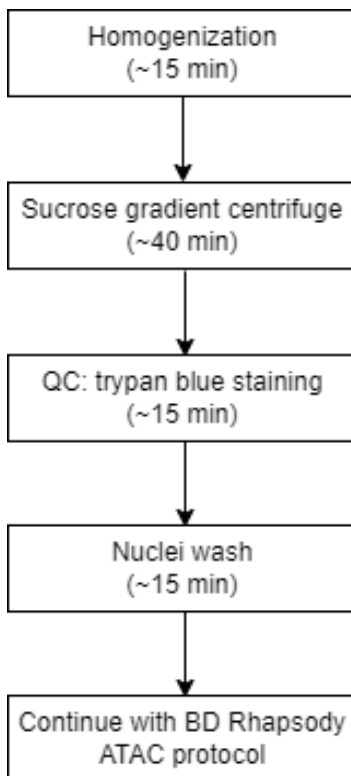 Homogenization
(~15 min)
Sucrose gradient centrifuge
(~40 min)
QC: trypan blue staining
(~15 min)
Nuclei wash
(~15 min)
Continue with BD Rhapsody
ATAC protocol